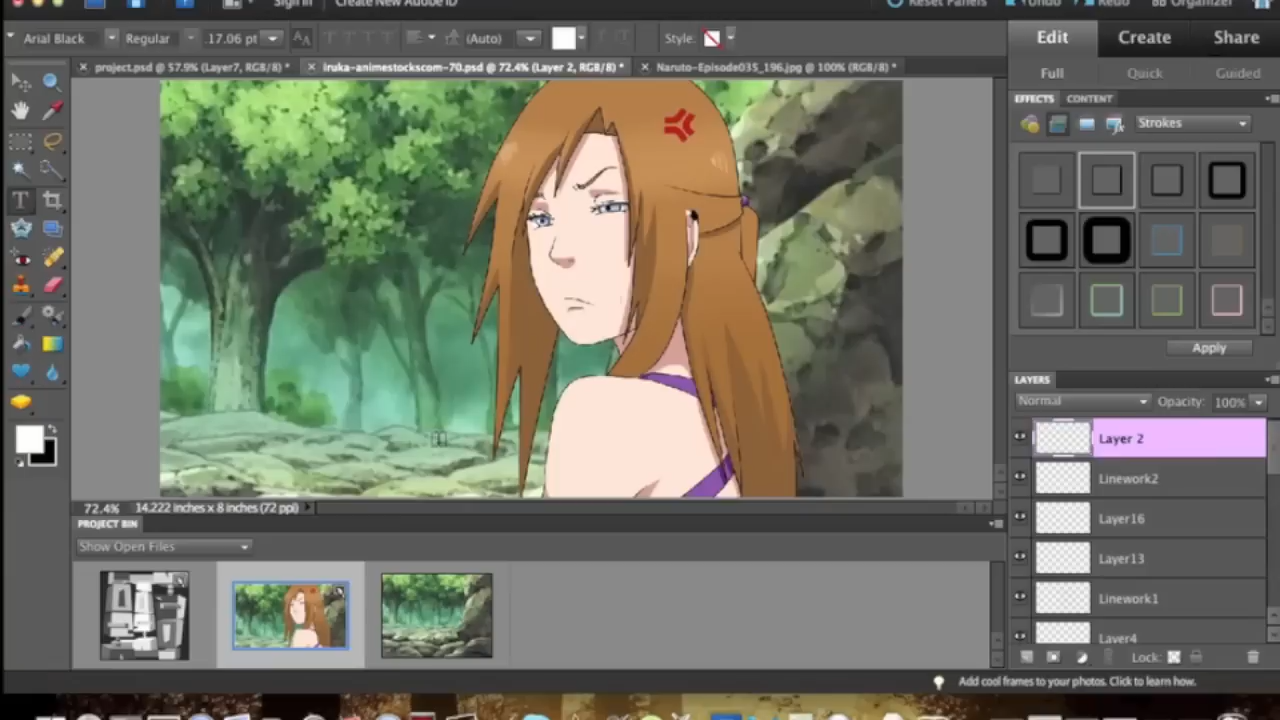 Sign In Create New Adobe ID Reset Panels Undo Redo Organizer
Arial Black Regular 17.06 pt (Auto) Style:
project.psd @ 57.9% (Layer7, RGB/8) *
iruka-animestockscom-70.psd @ 72.4% (Layer 2, RGB/8) *
Naruto-Episode035_196.jpg @ 100% (RGB/8) *
Edit Create Share
Full Quick Guided
EFFECTS CONTENT
Strokes
Apply
LAYERS
Normal Opacity: 100%
Layer 2
Linework2
Layer16
Layer13
Linework1
Layer4
Lock:
72.4% 14.222 inches x 8 inches (72 ppi)
PROJECT BIN
Show Open Files
Add cool frames to your photos. Click to learn how.